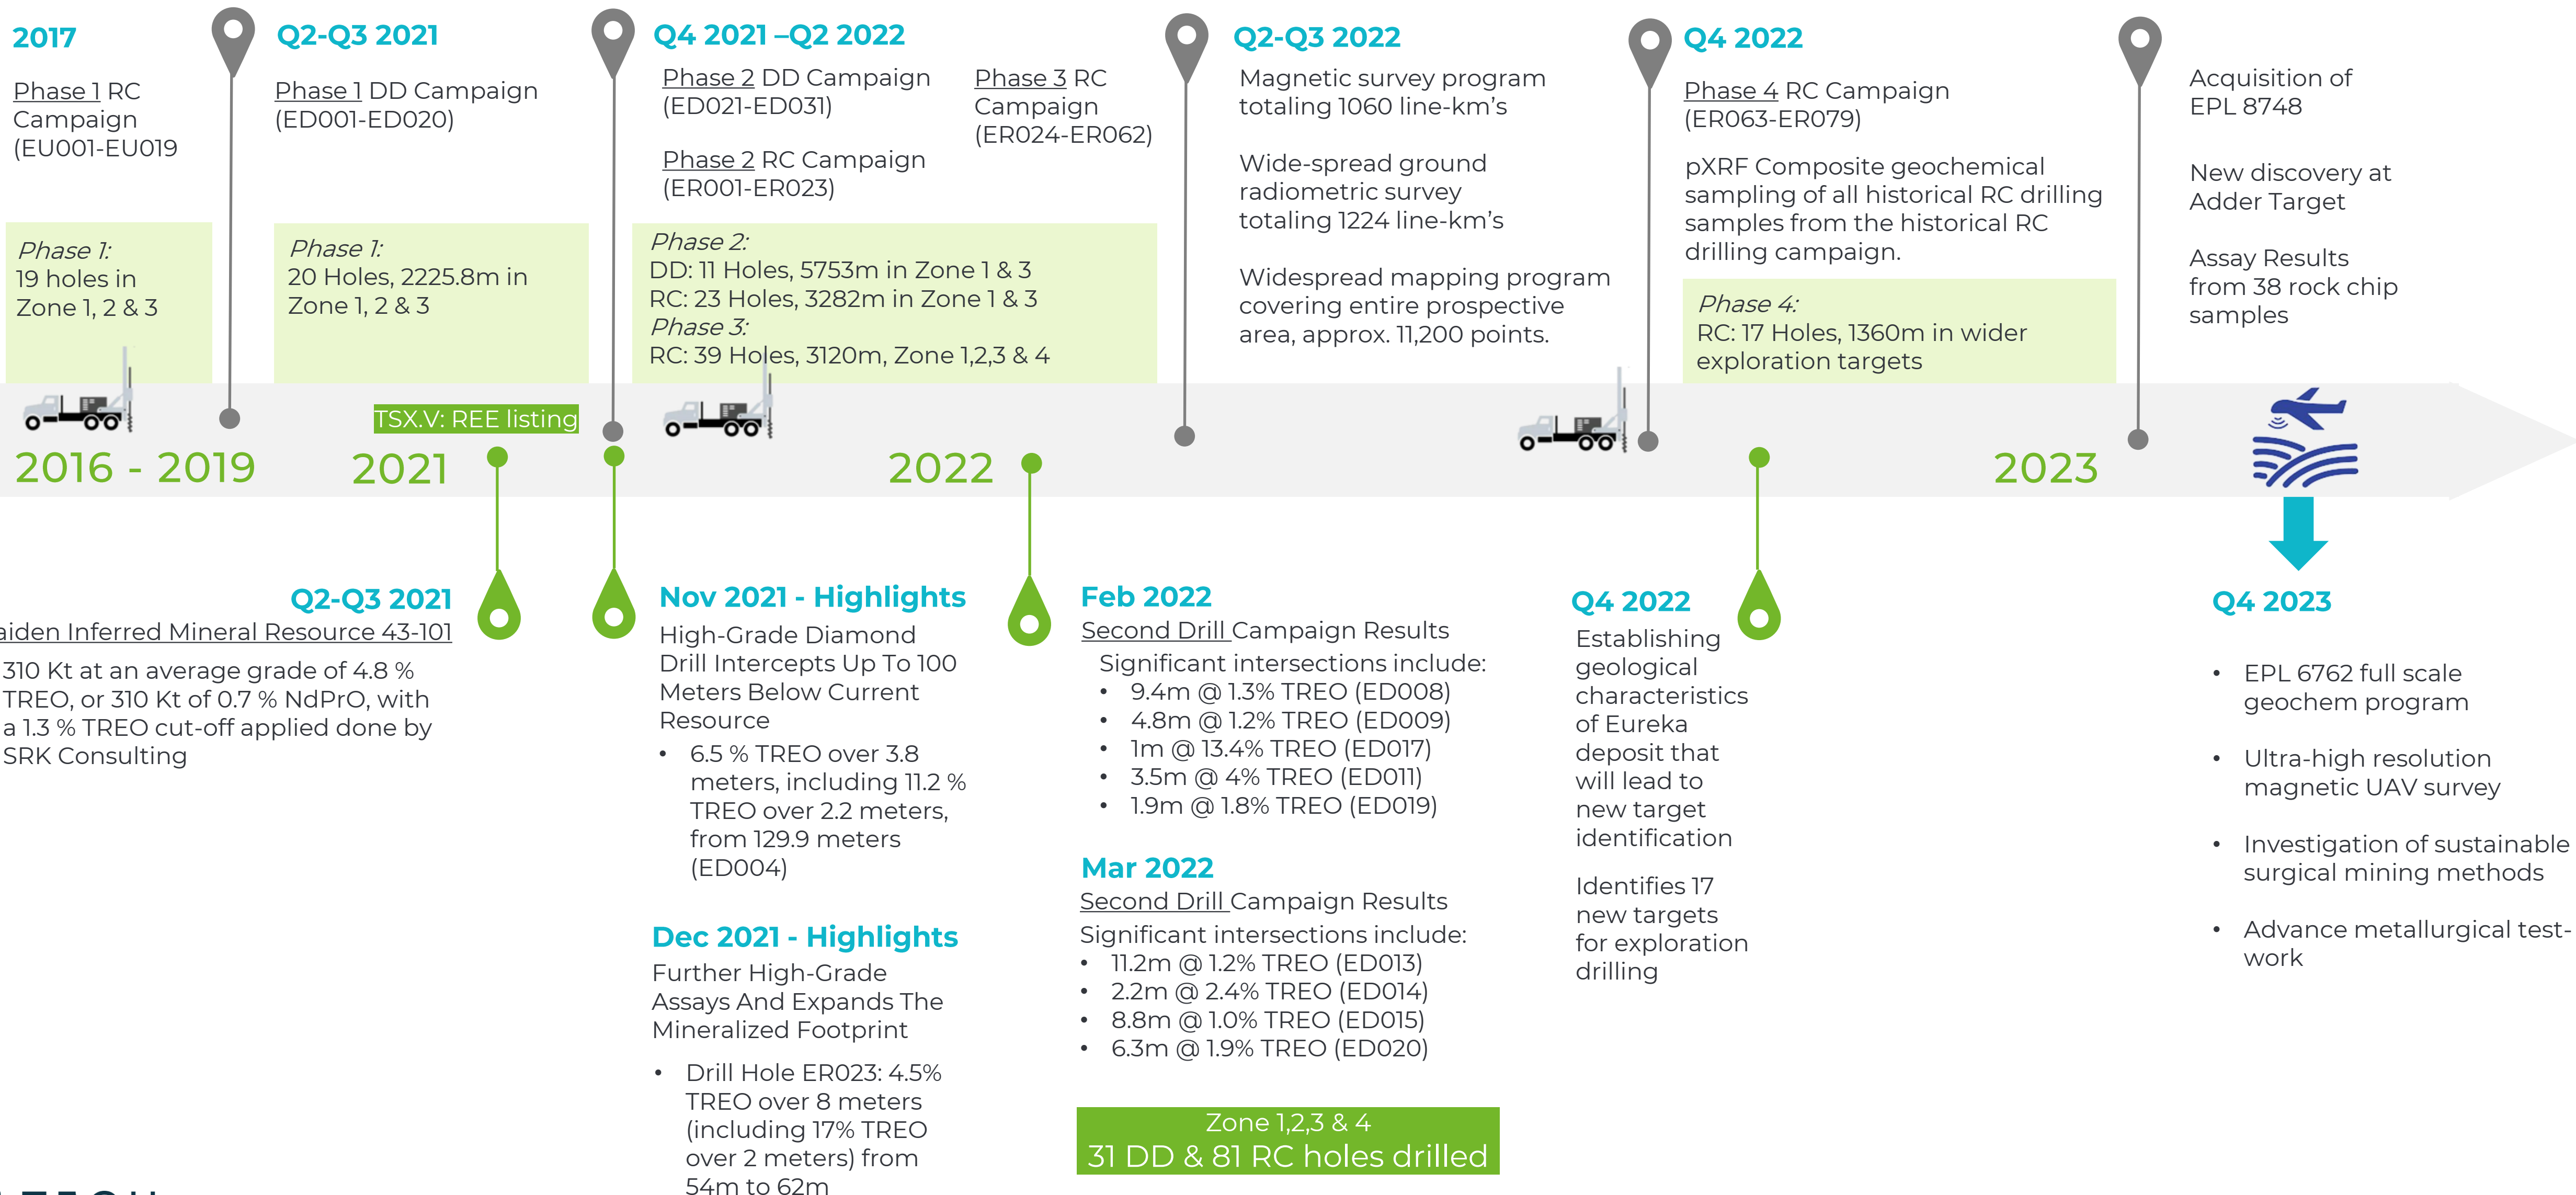 2017
Phase 1 RC
Campaign
(EU001-EU019
Phase 1:
19 holes in
Zone 1, 2 & 3
Q2-Q3 2021
Phase 1 DD Campaign
(ED001-ED020)
Phase 1:
20 Holes, 2225.8m in
Zone 1, 2 & 3
Q4 2021 –Q2 2022
Phase 2 DD Campaign
(ED021-ED031)
Phase 2 RC Campaign
(ER001-ER023)
Phase 3 RC
Campaign
(ER024-ER062)
Phase 2:
DD: 11 Holes, 5753m in Zone 1 & 3
RC: 23 Holes, 3282m in Zone 1 & 3
Phase 3:
RC: 39 Holes, 3120m, Zone 1,2,3 & 4
Q2-Q3 2022
Magnetic survey program
totaling 1060 line-km's
Wide-spread ground
radiometric survey
totaling 1224 line-km's
Widespread mapping program
covering entire prospective
area, approx. 11,200 points.
Q4 2022
Phase 4 RC Campaign
(ER063-ER079)
pXRF Composite geochemical
sampling of all historical RC drilling
samples from the historical RC
drilling campaign.
Phase 4:
RC: 17 Holes, 1360m in wider
exploration targets
Acquisition of
EPL 8748
New discovery at
Adder Target
Assay Results
from 38 rock chip
samples
TSX.V: REE listing
2016 - 2019
2021
2022
2023
Q2-Q3 2021
aiden Inferred Mineral Resource 43-101
310 Kt at an average grade of 4.8 %
TREO, or 310 Kt of 0.7 % NdPrO, with
a 1.3 % TREO cut-off applied done by
SRK Consulting
Nov 2021 - Highlights
High-Grade Diamond
Drill Intercepts Up To 100
Meters Below Current
Resource
• 6.5 % TREO over 3.8
meters, including 11.2 %
TREO over 2.2 meters,
from 129.9 meters
(ED004)
Dec 2021 - Highlights
Further High-Grade
Assays And Expands The
Mineralized Footprint
• Drill Hole ER023: 4.5%
TREO over 8 meters
(including 17% TREO
over 2 meters) from
54m to 62m
Feb 2022
Second Drill Campaign Results
Significant intersections include:
• 9.4m @ 1.3% TREO (ED008)
• 4.8m @ 1.2% TREO (ED009)
• 1m @ 13.4% TREO (ED017)
• 3.5m @ 4% TREO (ED011)
• 1.9m @ 1.8% TREO (ED019)
Mar 2022
Second Drill Campaign Results
Significant intersections include:
• 11.2m @ 1.2% TREO (ED013)
• 2.2m @ 2.4% TREO (ED014)
• 8.8m @ 1.0% TREO (ED015)
• 6.3m @ 1.9% TREO (ED020)
Zone 1,2,3 & 4
31 DD & 81 RC holes drilled
Q4 2022
Establishing
geological
characteristics
of Eureka
deposit that
will lead to
new target
identification
Identifies 17
new targets
for exploration
drilling
Q4 2023
• EPL 6762 full scale
geochem program
• Ultra-high resolution
magnetic UAV survey
• Investigation of sustainable
surgical mining methods
• Advance metallurgical test-
work